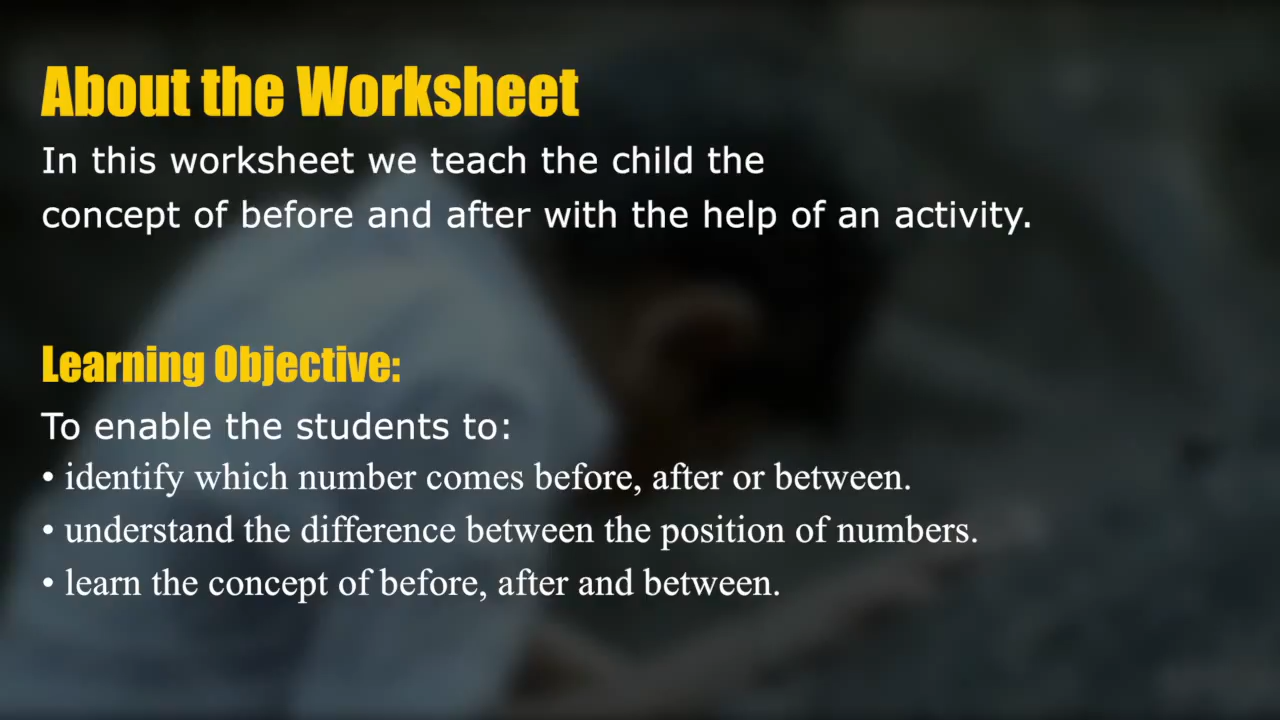 About the Worksheet
In this worksheet we teach the child the
concept of before and after with the help of an activity.
Learning Objective:
To enable the students to:
• identify which number comes before, after or between.
• understand the difference between the position of numbers.
• learn the concept of before, after and between.